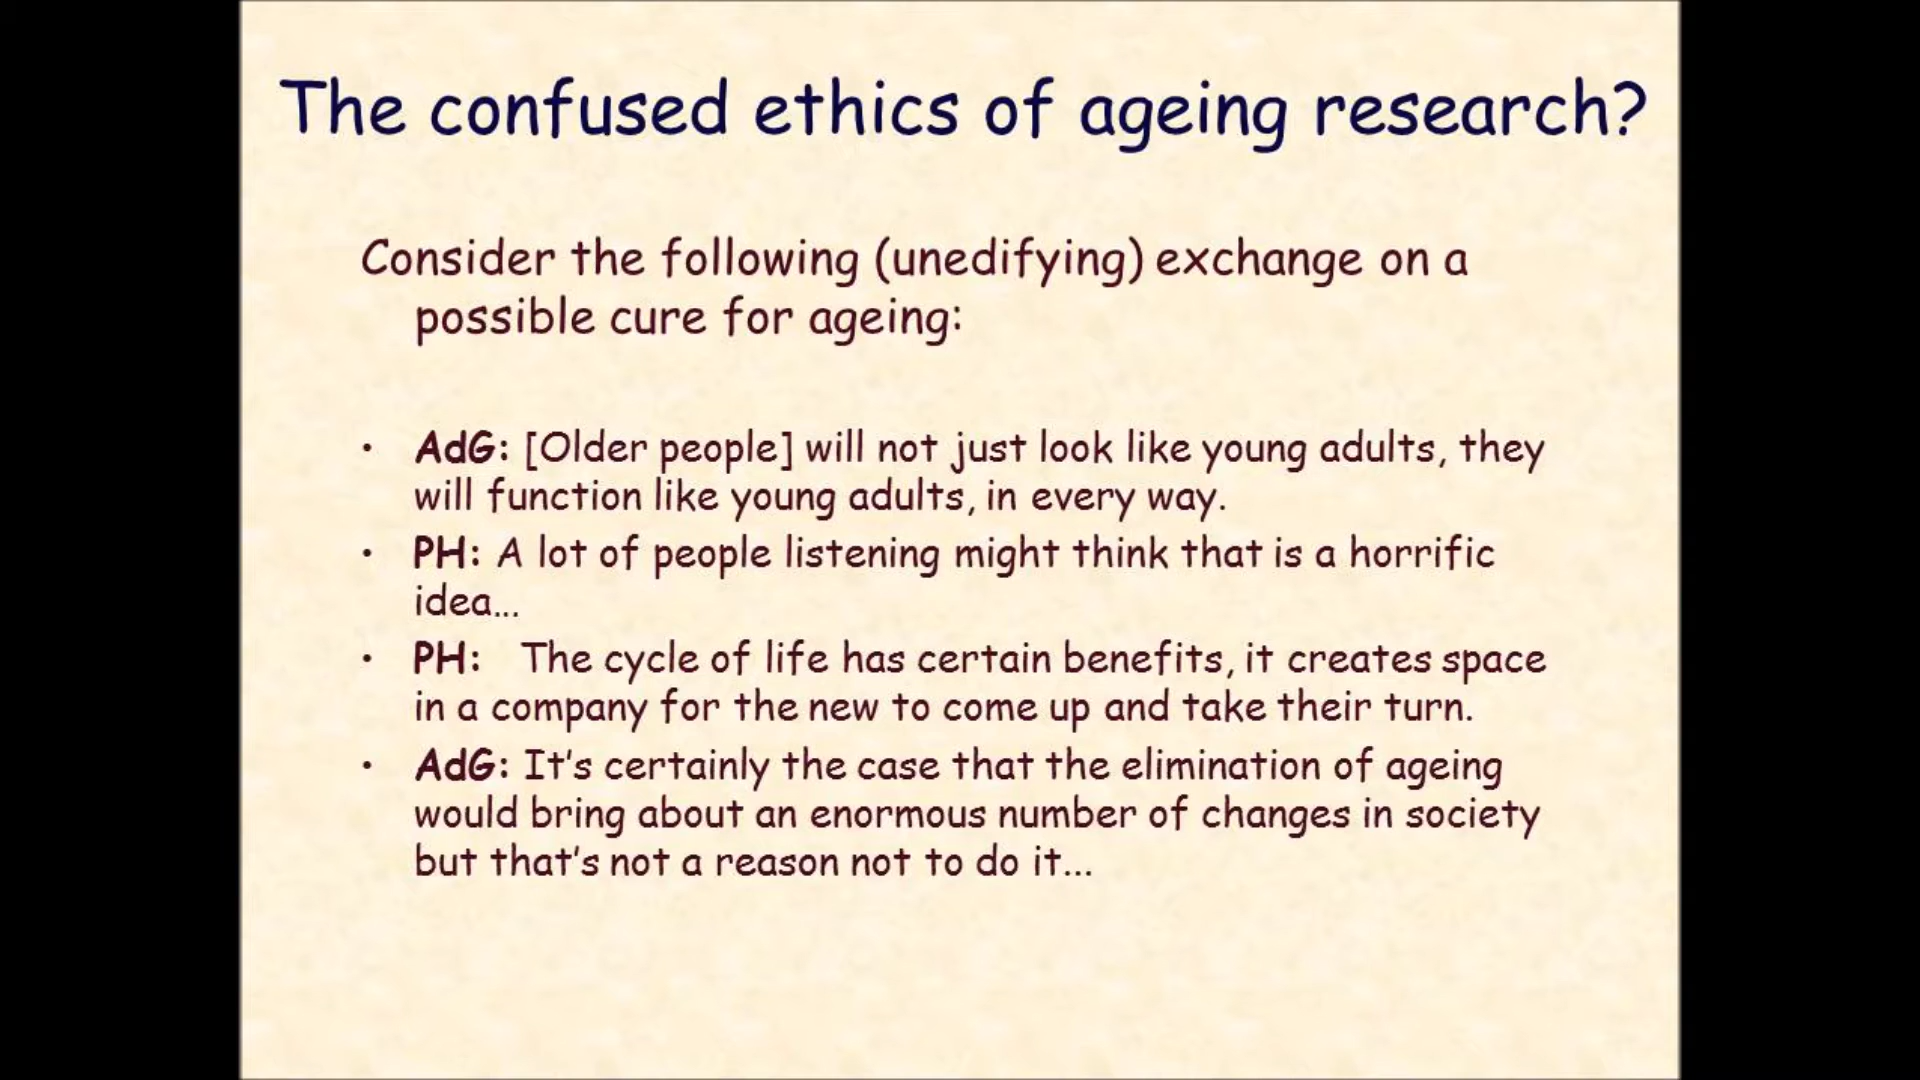 The confused ethics of ageing research?
Consider the following (unedifying) exchange on a
possible cure for ageing:
• AdG: [Older people] will not just look like young adults, they
will function like young adults, in every way.
• PH: A lot of people listening might think that is a horrific
idea...
• PH: The cycle of life has certain benefits, it creates space
in a company for the new to come up and take their turn.
• AdG: It's certainly the case that the elimination of ageing
would bring about an enormous number of changes in society
but that's not a reason not to do it...